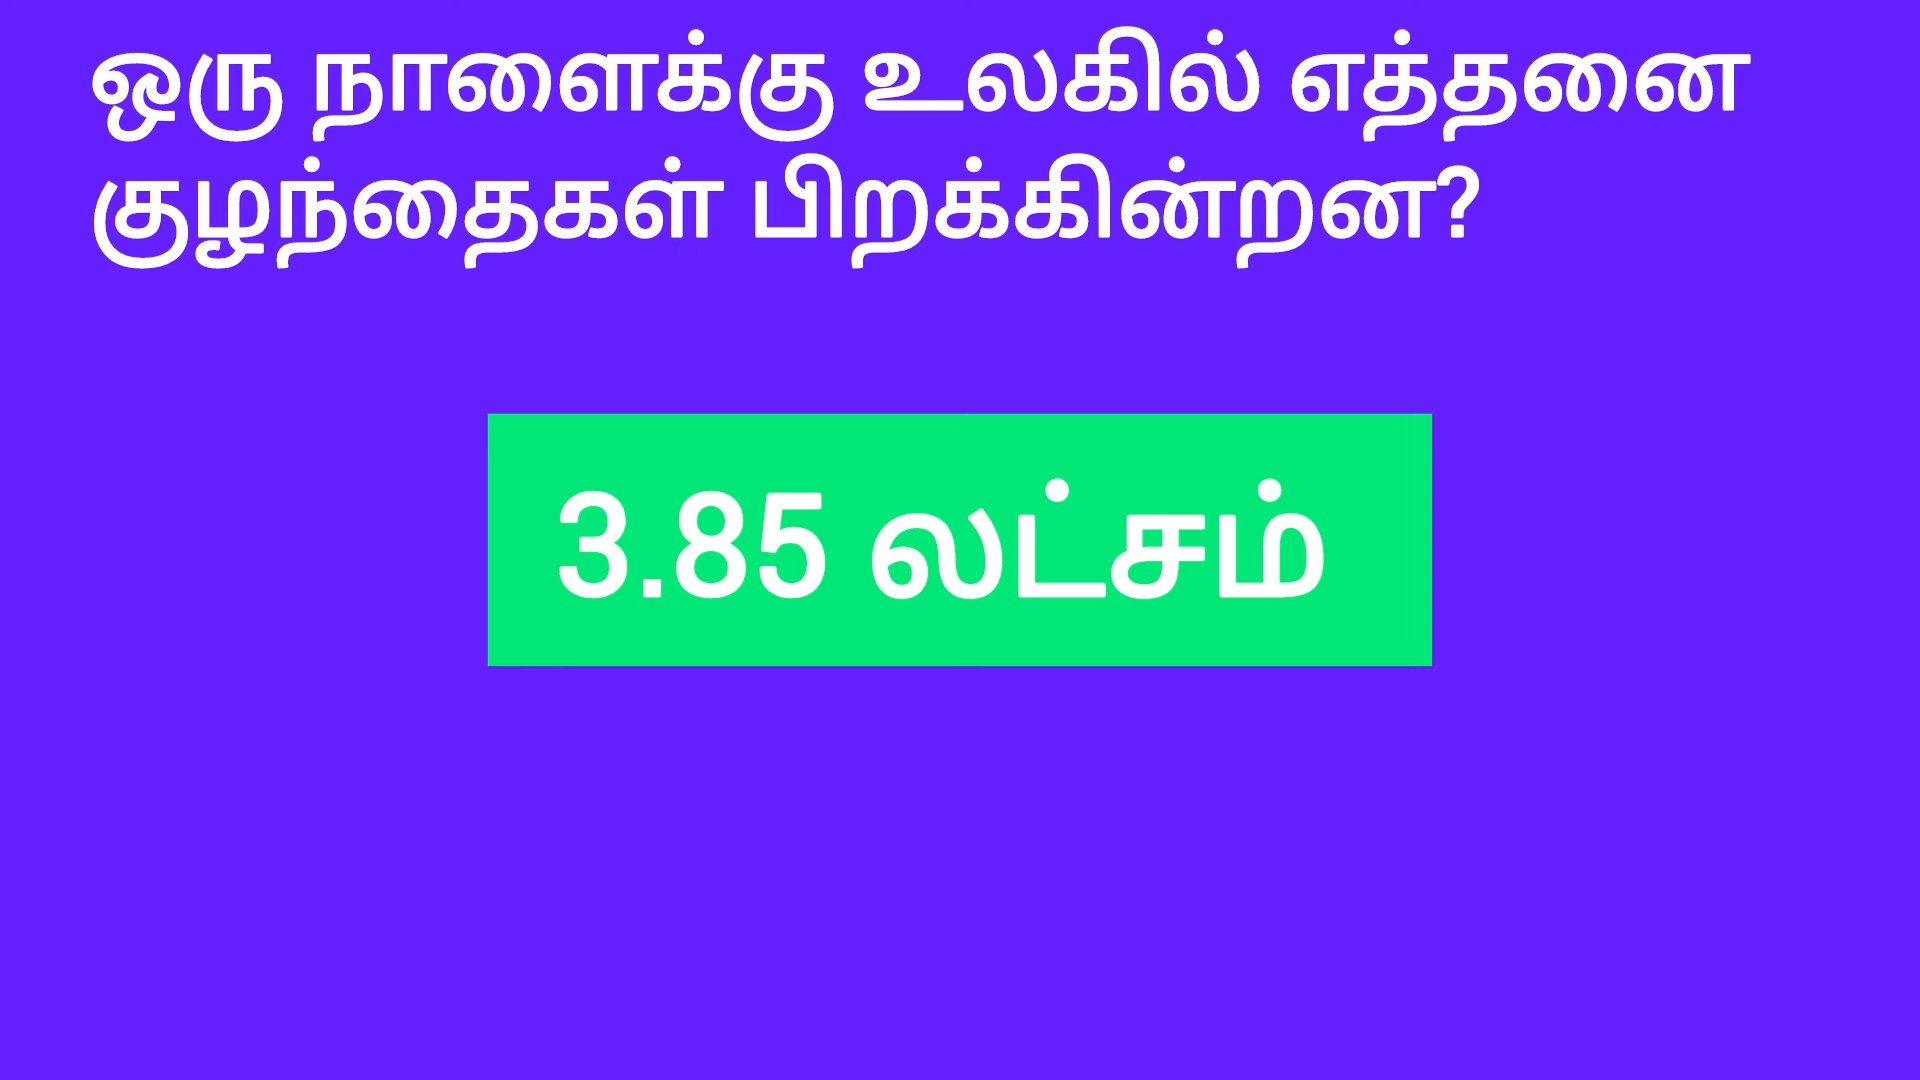 ஒரு நாளைக்கு உலகில் எத்தனை
குழந்தைகள் பிறக்கின்றன?
3.85 லட்சம்